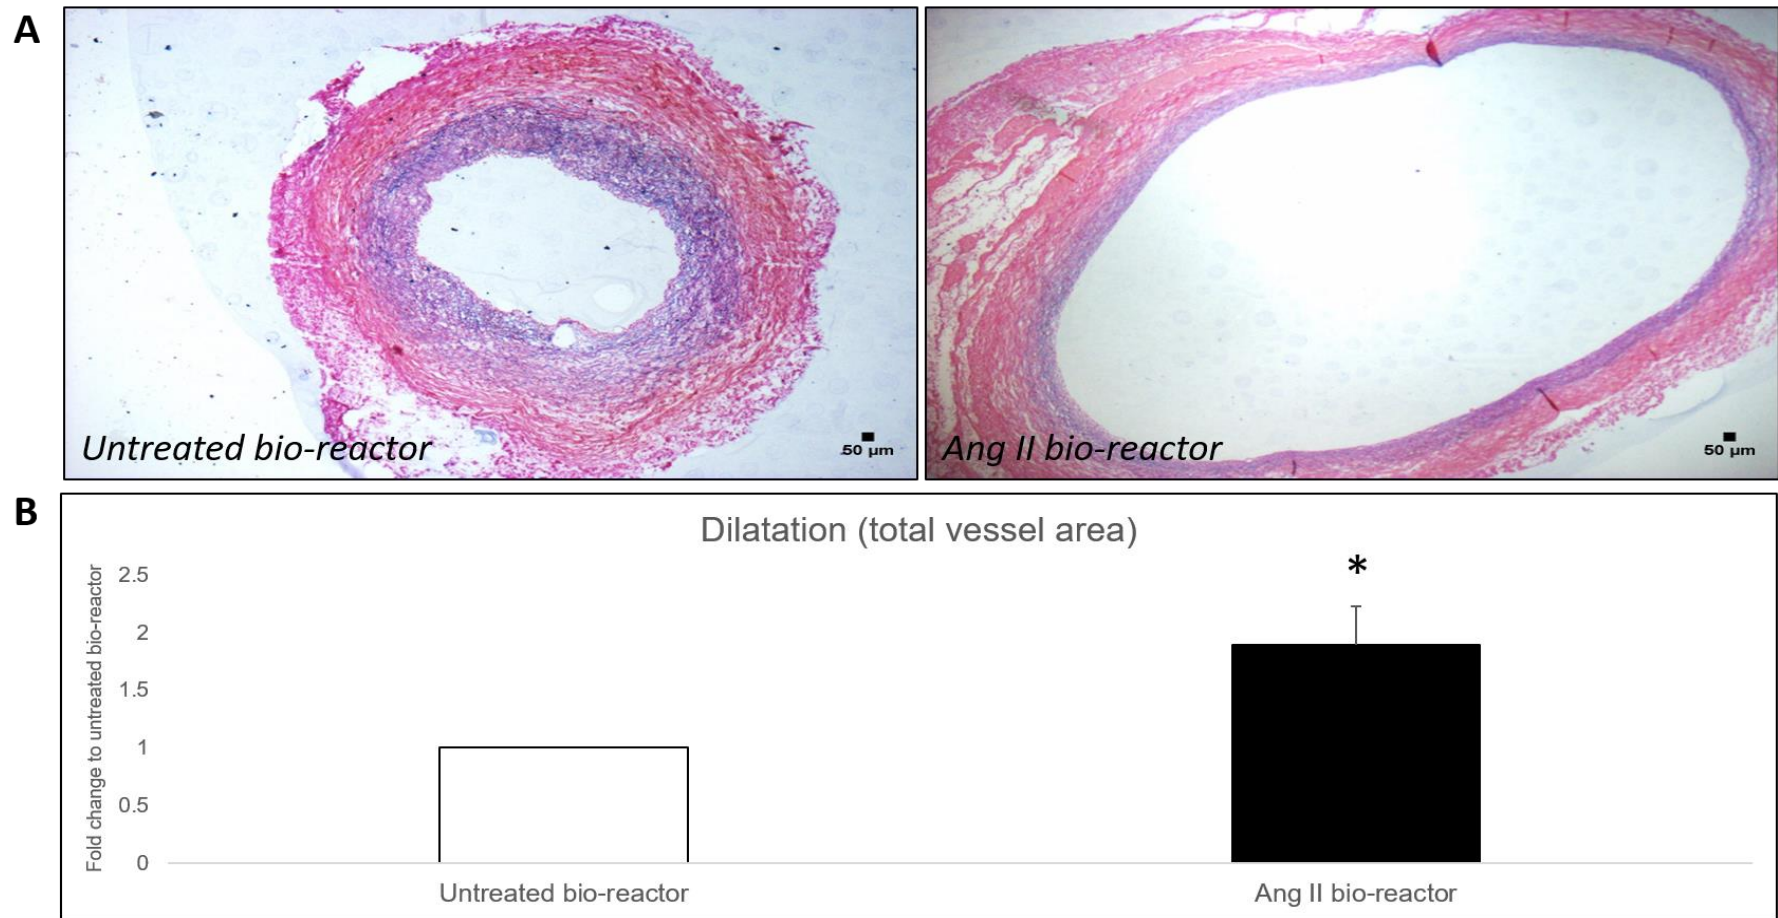 A
Untreated bio-reactor
50 µm
Ang II bio-reactor
50 µm
B
Dilatation (total vessel area)
Fold change to untreated bio-reactor
2.5
2
1.5
1
0.5
0
*
Untreated bio-reactor
Ang II bio-reactor